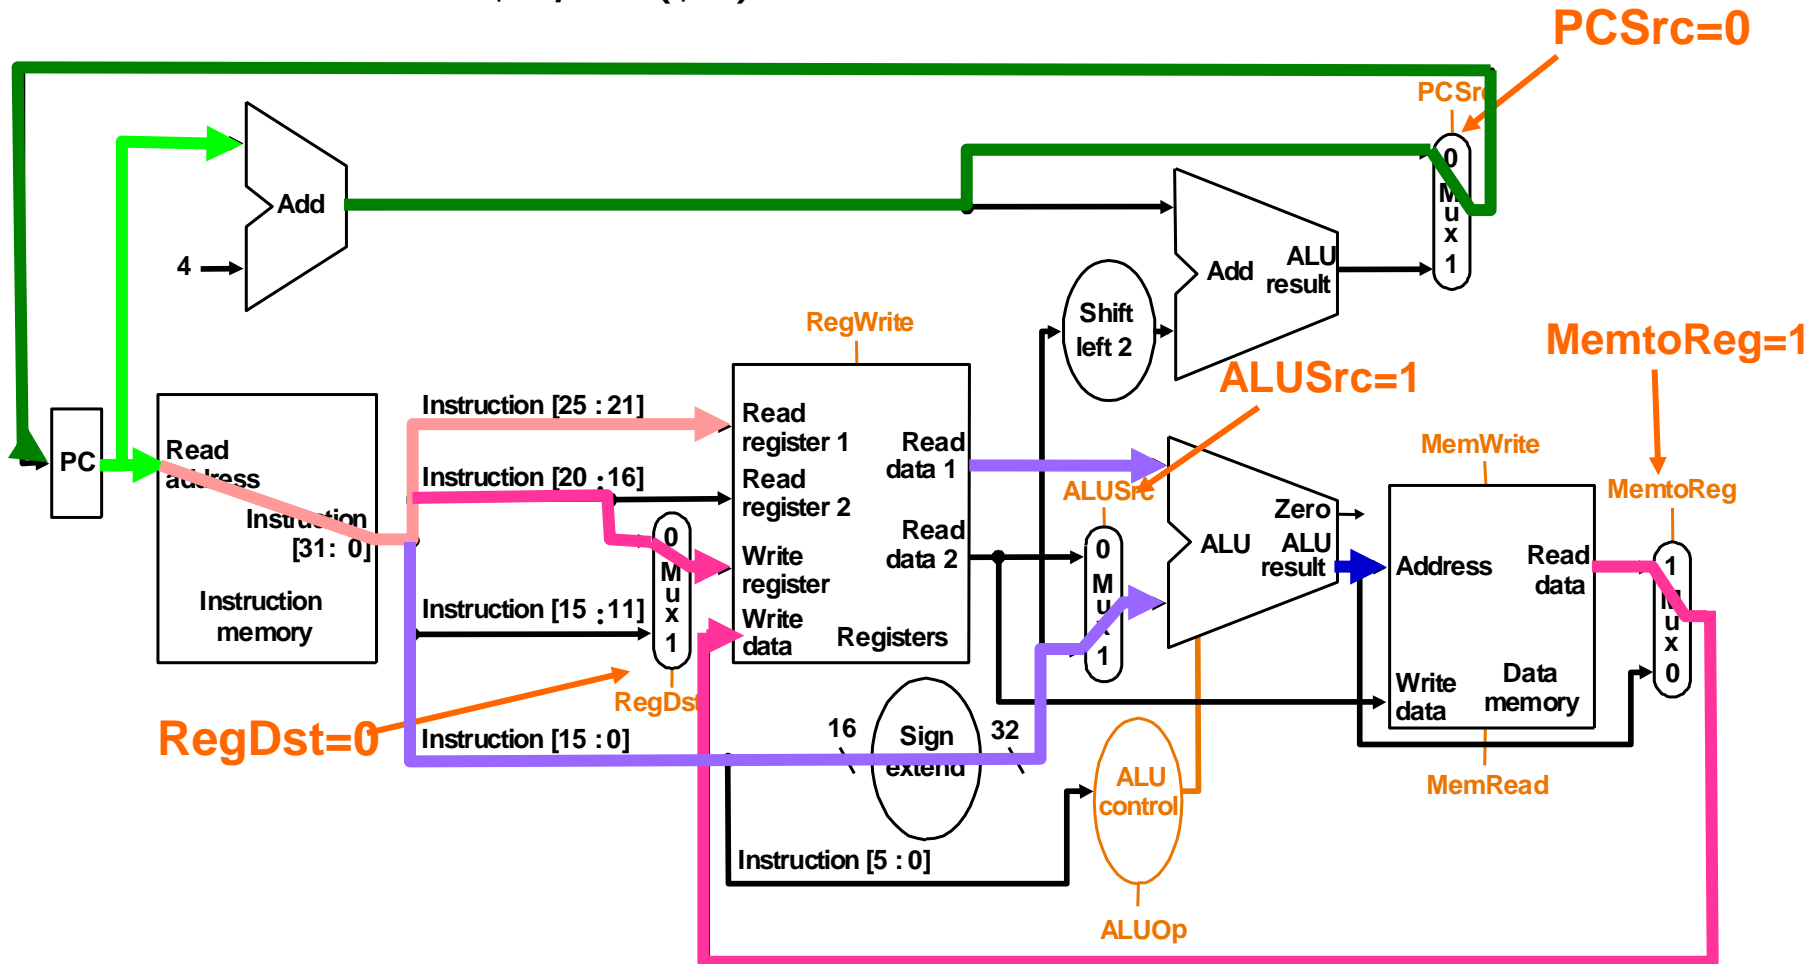 PCSrc=0
PCSrc
0
M
u
x
1
Add
4
Add
ALU
result
Shift
left 2
RegWrite
MemtoReg=1
ALUSrc=1
Instruction [25 : 21]
Read
register 1
Read
data 1
PC
Read
address
MemWrite
Instruction [20 : 16]
Read
register 2
ALUSrc
MemtoReg
Instruction
[31: 0]
0
M
u
x
1
Write
register
Read
data 2
0
M
u
x
1
Zero
ALU
ALU
result
Address
Read
data
1
M
u
x
0
Instruction
memory
Instruction [15 : 11]
Write
data
Registers
Write
data
Data
memory
RegDst
RegDst=0
Instruction [15 : 0]
16
Sign
extend
32
ALU
control
MemRead
Instruction [5 : 0]
ALUOp